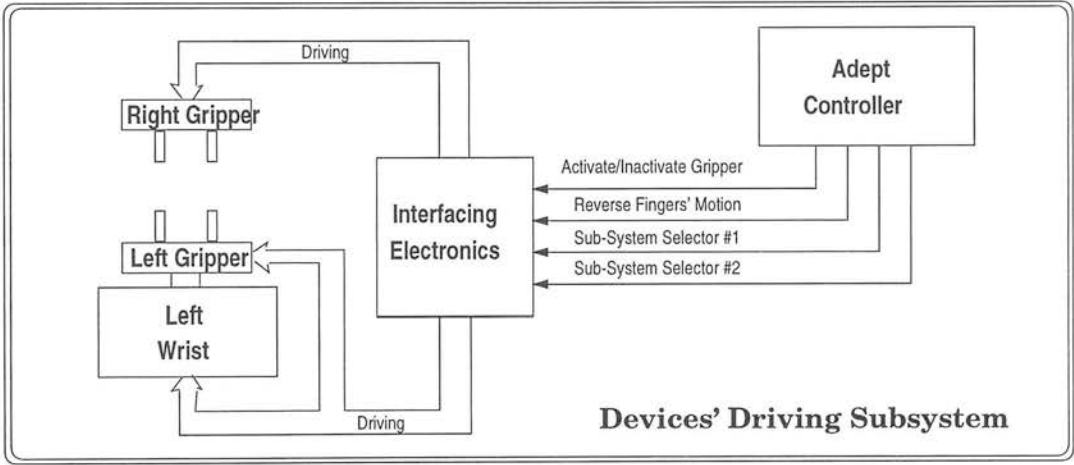 Driving
Right Gripper
Adept
Controller
Activate/Inactivate Gripper
Reverse Fingers' Motion
Sub-System Selector #1
Sub-System Selector #2
Interfacing
Electronics
Left Gripper
Left
Wrist
Driving
Devices' Driving Subsystem